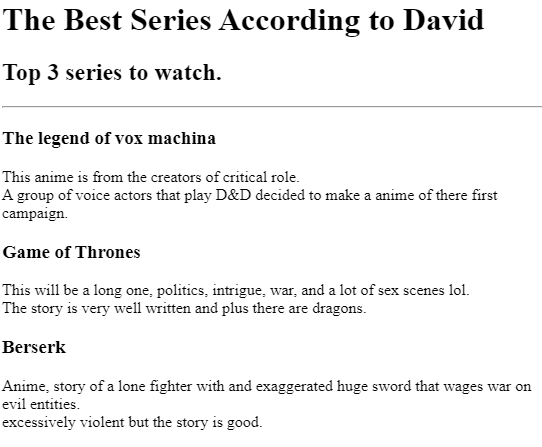 The Best Series According to David
Top 3 series to watch.
The legend of vox machina
This anime is from the creators of critical role.
A group of voice actors that play D&D decided to make a anime of there first
campaign.
Game of Thrones
This will be a long one, politics, intrigue, war, and a lot of sex scenes lol.
The story is very well written and plus there are dragons.
Berserk
Anime, story of a lone fighter with and exaggerated huge sword that wages war on
evil entities.
excessively violent but the story is good.